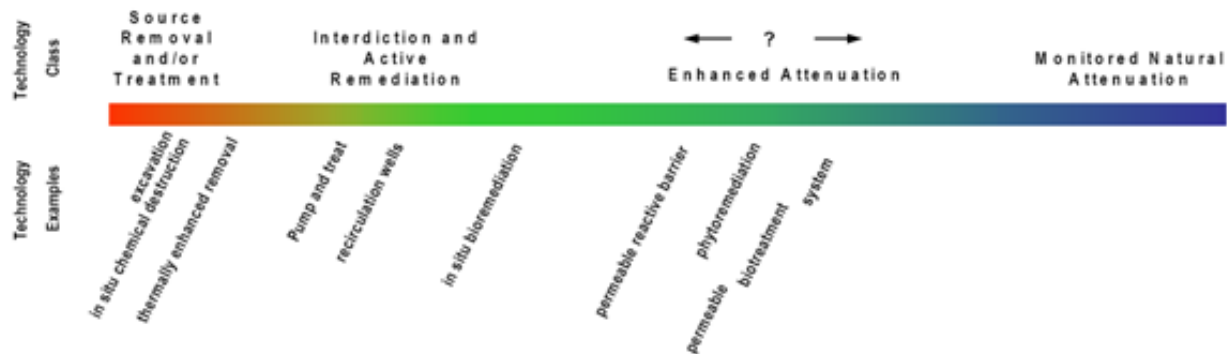 Technology
Class
Source
Removal
and/or
Treatment
Interdiction and
Active
Remediation
?
Enhanced Attenuation
Monitored Natural
Attenuation
Technology
Examples
excavation
in situ chemical destruction
thermally enhanced removal
Pump and treat
recirculation wells
in situ bioremediation
permeable reactive barrier
phytoremediation
permeable biotreatment system